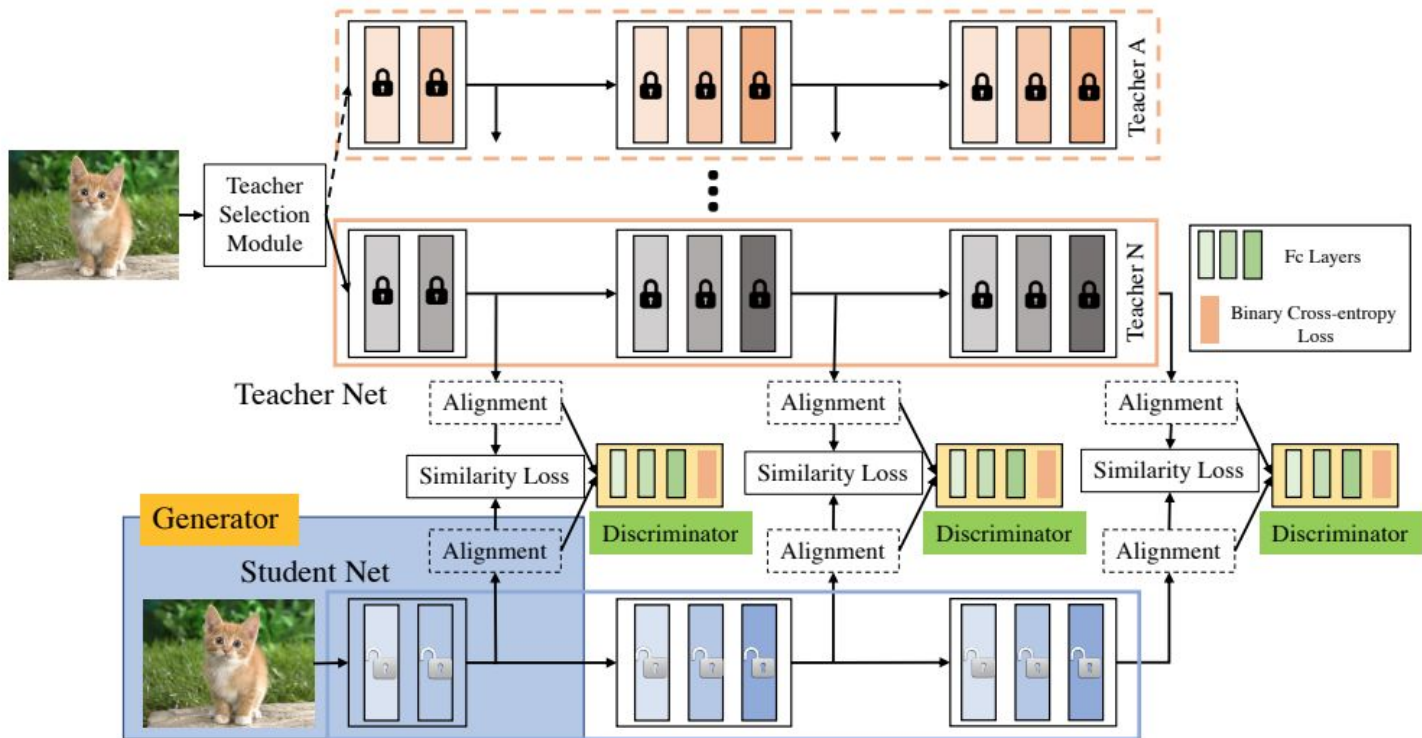 Teacher A
Teacher
Selection
Module
Teacher N
Fc Layers
Binary Cross-entropy
Loss
Teacher Net
Alignment
Alignment
Alignment
Similarity Loss
Similarity Loss
Similarity Loss
Generator
Alignment
Discriminator
Alignment
Discriminator
Alignment
Discriminator
Student Net